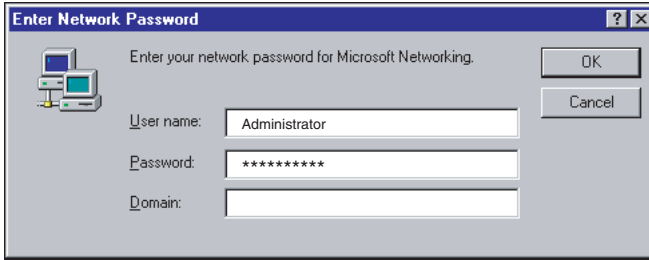 Enter Network Password
Enter your network password for Microsoft Networking.
OK
Cancel
User name: Administrator
Password: **********
Domain: